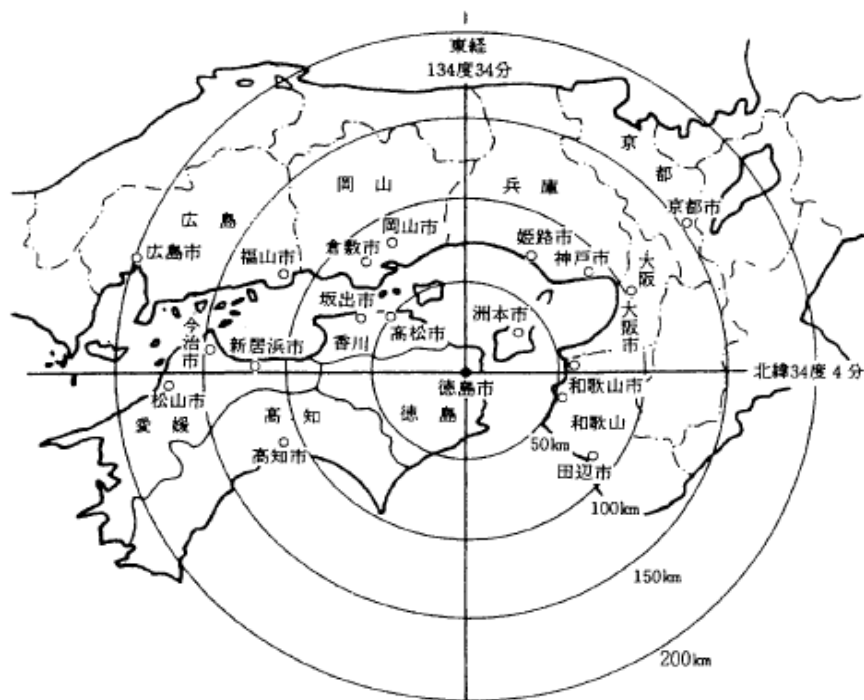 東経
134度34分
京都
岡山
兵庫
京都市
広島
岡山市
広島市
倉敷市
姫路市
福山市
神戸市
大阪
坂出市
洲本市
大阪市
今治市
香川
高松市
新居浜市
北緯34度4分
徳島市
和歌山市
松山市
愛媛
高知
徳島
和歌山
50km
高知市
田辺市
100km
150km
200km